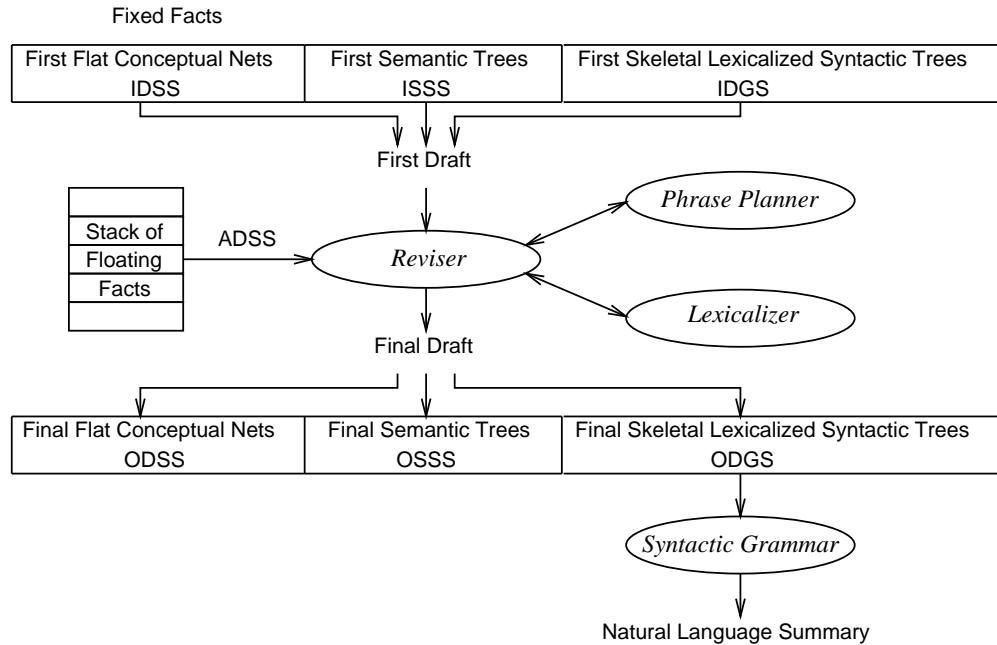 Fixed Facts
First Flat Conceptual Nets
IDSS
First Semantic Trees
ISSS
First Skeletal Lexicalized Syntactic Trees
IDGS
First Draft
Stack of
Floating
Facts
ADSS
Reviser
Phrase Planner
Lexicalizer
Final Draft
Final Flat Conceptual Nets
ODSS
Final Semantic Trees
OSSS
Final Skeletal Lexicalized Syntactic Trees
ODGS
Syntactic Grammar
Natural Language Summary